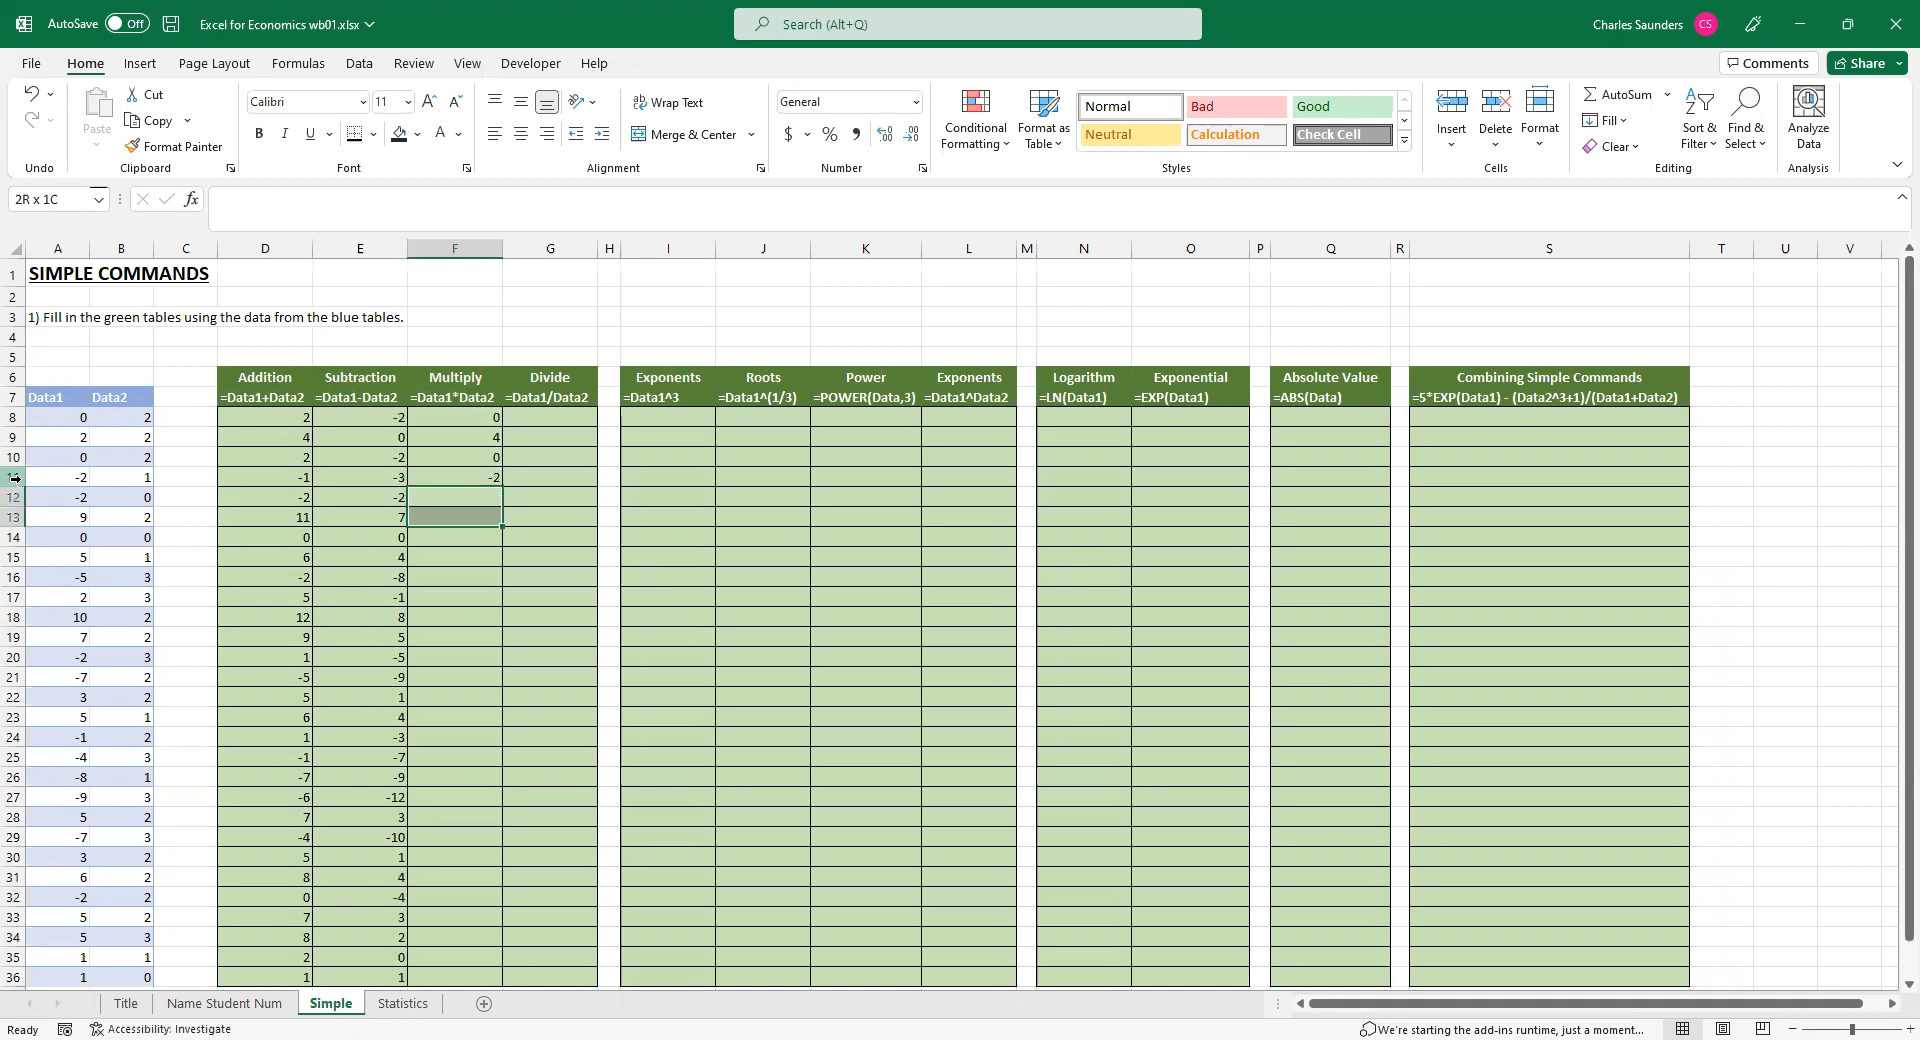 AutoSave Off Excel for Economics wb01.xlsx Search (Alt+Q) Charles Saunders CS
File Home Insert Page Layout Formulas Data Review View Developer Help Comments Share
Paste Cut Copy Format Painter Calibri 11 B I U A Wrap Text Merge & Center General $ % Conditional Formatting Format as Table Normal Bad Good Neutral Calculation Check Cell Insert Delete Format AutoSum Fill Clear Sort & Filter Find & Select Analyze Data
Undo Clipboard Font Alignment Number Styles Cells Editing Analysis
2R x 1C fx
A B C D E F G H I J K L M N O P Q R S T U V
1 SIMPLE COMMANDS
2
3 1) Fill in the green tables using the data from the blue tables.
4
5
6 Addition Subtraction Multiply Divide Exponents Roots Power Exponents Logarithm Exponential Absolute Value Combining Simple Commands
7 Data1 Data2 =Data1+Data2 =Data1-Data2 =Data1*Data2 =Data1/Data2 =Data1^3 =Data1^(1/3) =POWER(Data,3) =Data1^Data2 =LN(Data1) =EXP(Data1) =ABS(Data) =5*EXP(Data1) - (Data2^3+1)/(Data1+Data2)
8 0 2 2 -2 0
9 2 2 4 0 4
10 0 2 2 -2 0
-2 1 -1 -3 -2
12 -2 0 -2 -2
13 9 2 11 7
14 0 0 0 0
15 5 1 6 4
16 -5 3 -2 -8
17 2 3 5 -1
18 10 2 12 8
19 7 2 9 5
20 -2 3 1 -5
21 -7 2 -5 -9
22 3 2 5 1
23 5 1 6 4
24 -1 2 1 -3
25 -4 3 -1 -7
26 -8 1 -7 -9
27 -9 3 -6 -12
28 5 2 7 3
29 -7 3 -4 -10
30 3 2 5 1
31 6 2 8 4
32 -2 2 0 -4
33 5 2 7 3
34 5 3 8 2
35 1 1 2 0
36 1 0 1 1
Title Name Student Num Simple Statistics
Ready Accessibility: Investigate We're starting the add-ins runtime, just a moment...